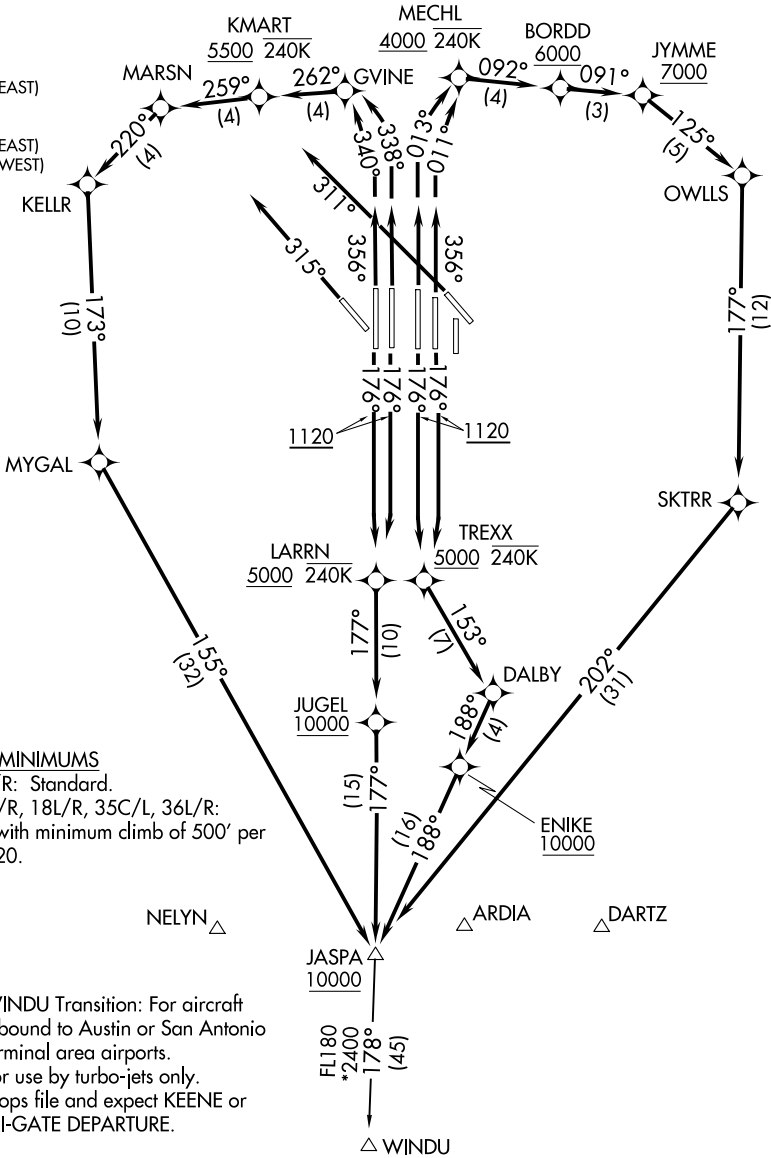 MECHL
4000 240K
KMART
5500 240K
BORDD
6000
JYMME
7000
EAST)
MARSN
259°
(4)
262°
(4)
GVINE
092°
(4)
091°
(3)
EAST)
WEST)
220°
(4)
125°
(5)
340°
338°
013°
011°
KELLR
OWLLS
311°
315°
356°
356°
173°
(10)
177°
(12)
176°
176°
176°
176°
1120
1120
MYGAL
SKTRR
LARRN
5000 240K
TREXX
5000 240K
177°
(10)
153°
(7)
155°
(32)
202°
(31)
DALBY
JUGEL
10000
188°
(4)
MINIMUMS
/R: Standard.
/R, 18L/R, 35C/L, 36L/R:
with minimum climb of 500' per
20.
(15)
177°
(16)
188°
ENIKE
10000
NELYN
ARDIA
DARTZ
JASPA
10000
WINDU Transition: For aircraft
bound to Austin or San Antonio
rminal area airports.
or use by turbo-jets only.
ops file and expect KEENE or
I-GATE DEPARTURE.
FL180
*2400
178°
(45)
WINDU